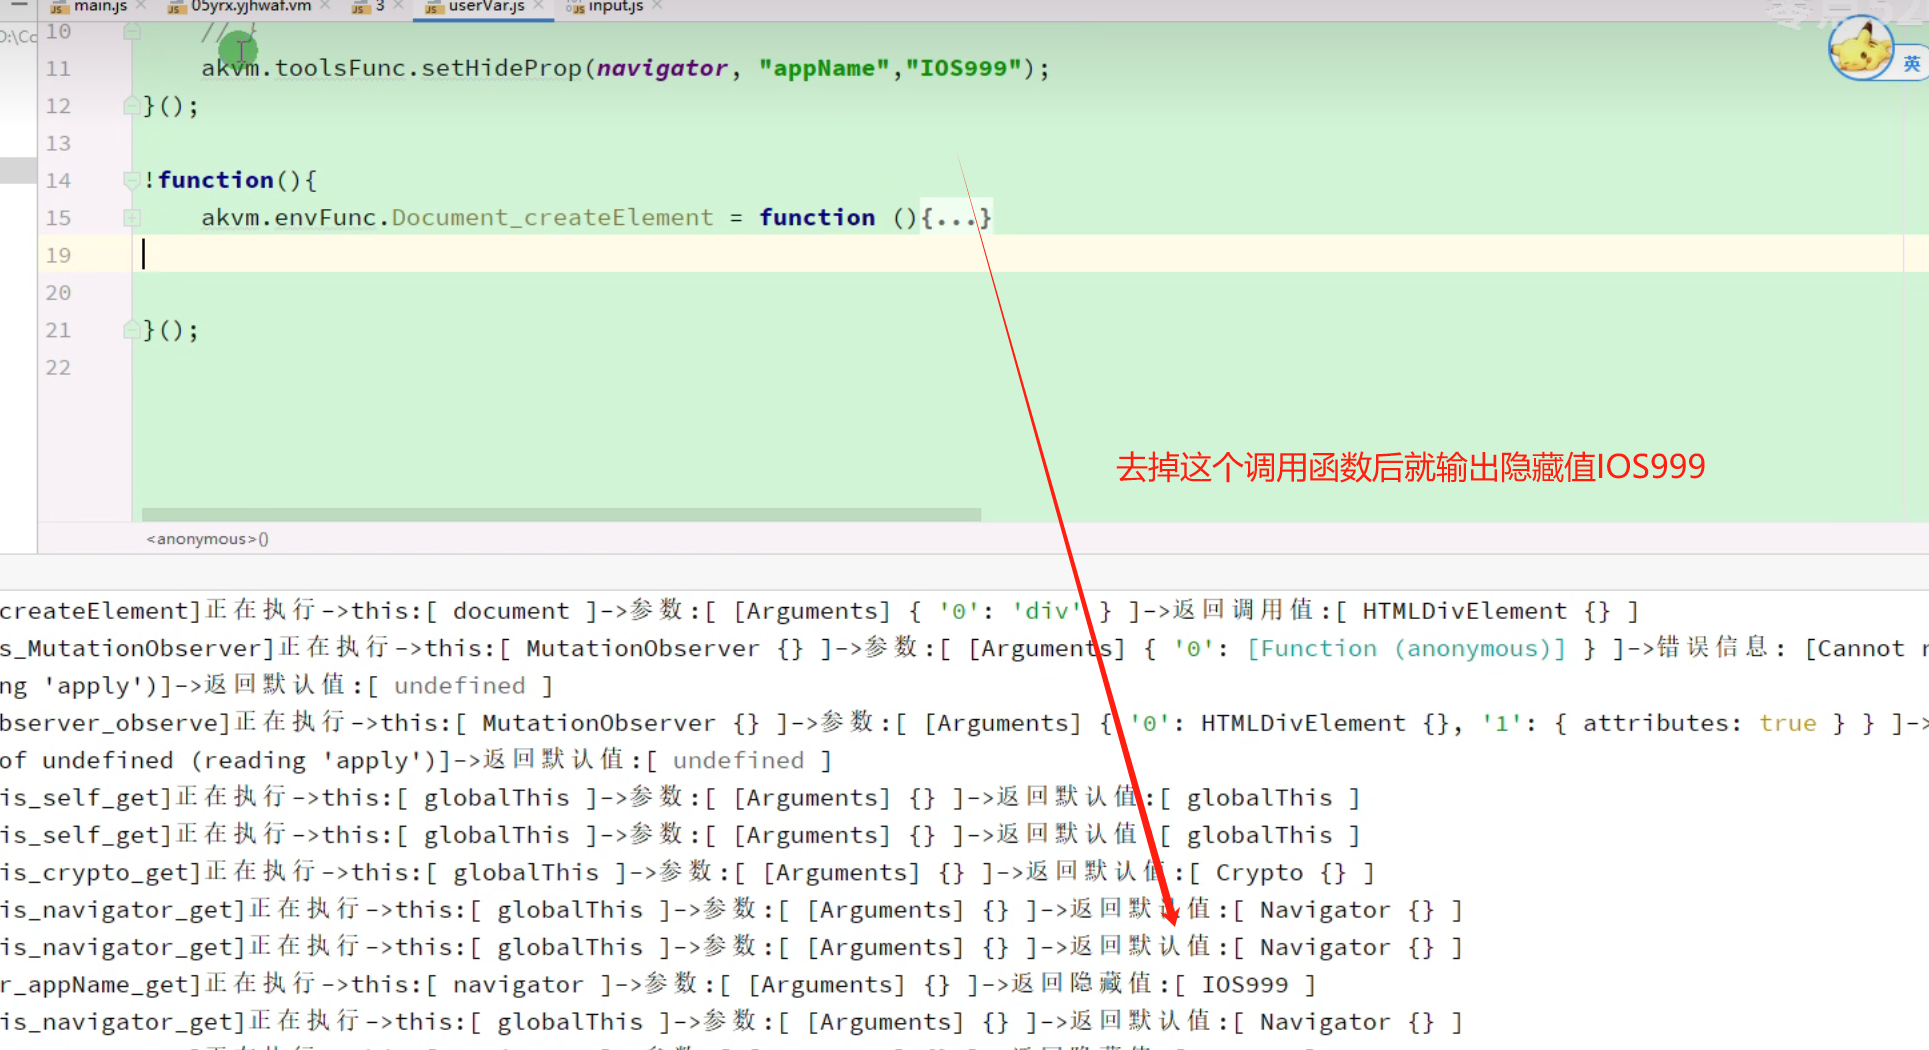 main.js 05yrx.yjhwaf.vm 3 userVar.js input.js
10 // }
英
11 akvm.toolsFunc.setHideProp(navigator, "appName","IOS999");
12 }();
13
14 !function(){
15 akvm.envFunc.Document_createElement = function (){...}
19
20
21 }();
22
去掉这个调用函数后就输出隐藏值IOS999
<anonymous>()
createElement]正在执行->this:[ document ]->参数:[ [Arguments] { '0': 'div' } ]->返回调用值:[ HTMLDivElement {} ]
s_MutationObserver]正在执行->this:[ MutationObserver {} ]->参数:[ [Arguments] { '0': [Function (anonymous)] } ]->错误信息: [Cannot
ng 'apply')]->返回默认值:[ undefined ]
bserver_observe]正在执行->this:[ MutationObserver {} ]->参数:[ [Arguments] { '0': HTMLDivElement {}, '1': { attributes: true } } ]->
of undefined (reading 'apply')]->返回默认值:[ undefined ]
is_self_get]正在执行->this:[ globalThis ]->参数:[ [Arguments] {} ]->返回默认值:[ globalThis ]
is_self_get]正在执行->this:[ globalThis ]->参数:[ [Arguments] {} ]->返回默认值:[ globalThis ]
is_crypto_get]正在执行->this:[ globalThis ]->参数:[ [Arguments] {} ]->返回默认值:[ Crypto {} ]
is_navigator_get]正在执行->this:[ globalThis ]->参数:[ [Arguments] {} ]->返回默认值:[ Navigator {} ]
is_navigator_get]正在执行->this:[ globalThis ]->参数:[ [Arguments] {} ]->返回默认值:[ Navigator {} ]
r_appName_get]正在执行->this:[ navigator ]->参数:[ [Arguments] {} ]->返回隐藏值:[ IOS999 ]
is_navigator_get]正在执行->this:[ globalThis ]->参数:[ [Arguments] {} ]->返回默认值:[ Navigator {} ]